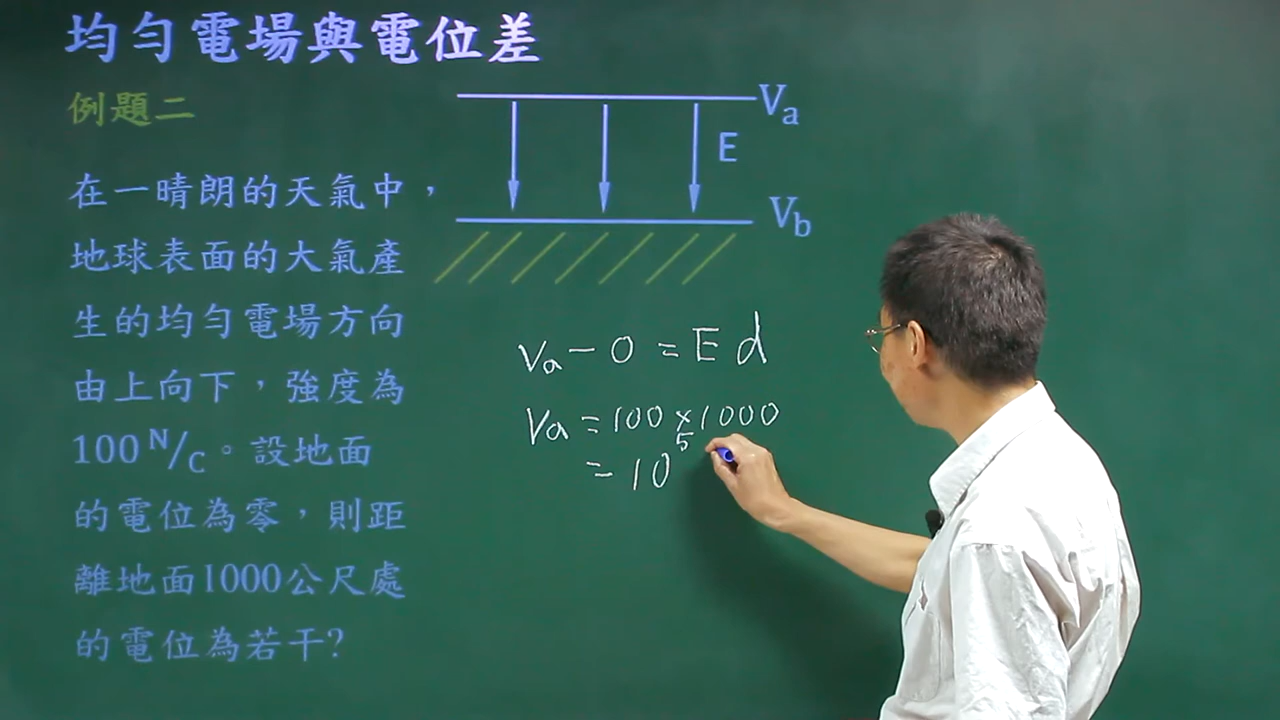 均勻電場與電位差
例題二
在一晴朗的天氣中，
地球表面的大氣產
生的均勻電場方向
由上向下，強度為
100 N/C。設地面
的電位為零，則距
離地面1000公尺處
的電位為若干?
Va
E
Vb
Va - 0 = Ed
Va = 100 × 1000
= 10⁵